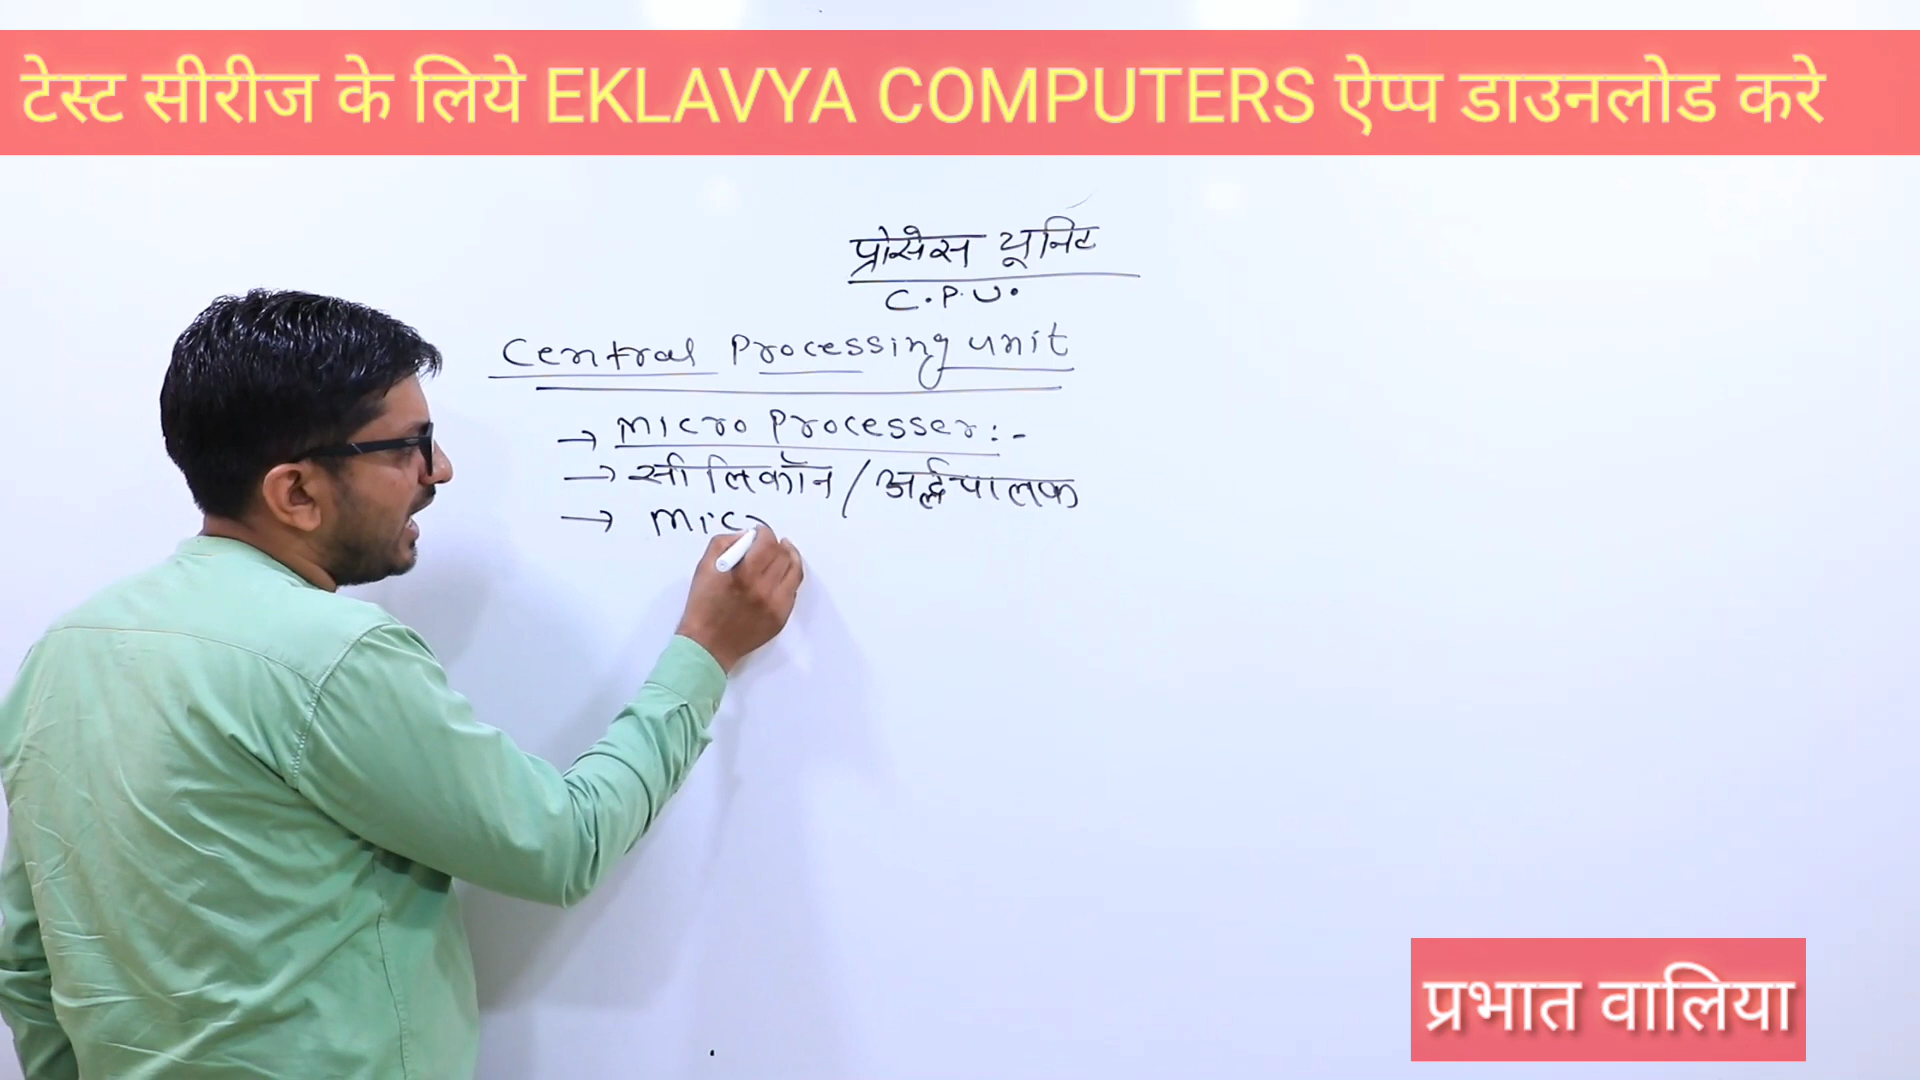 टेस्ट सीरीज के लिये EKLAVYA COMPUTERS ऐप्प डाउनलोड करे
प्रोसेस यूनिट
C.P.U.
Central Processing unit
→ Micro Processer:-
→ सीलिकॉन / अर्द्धचालक
→ Mic
प्रभात वालिया